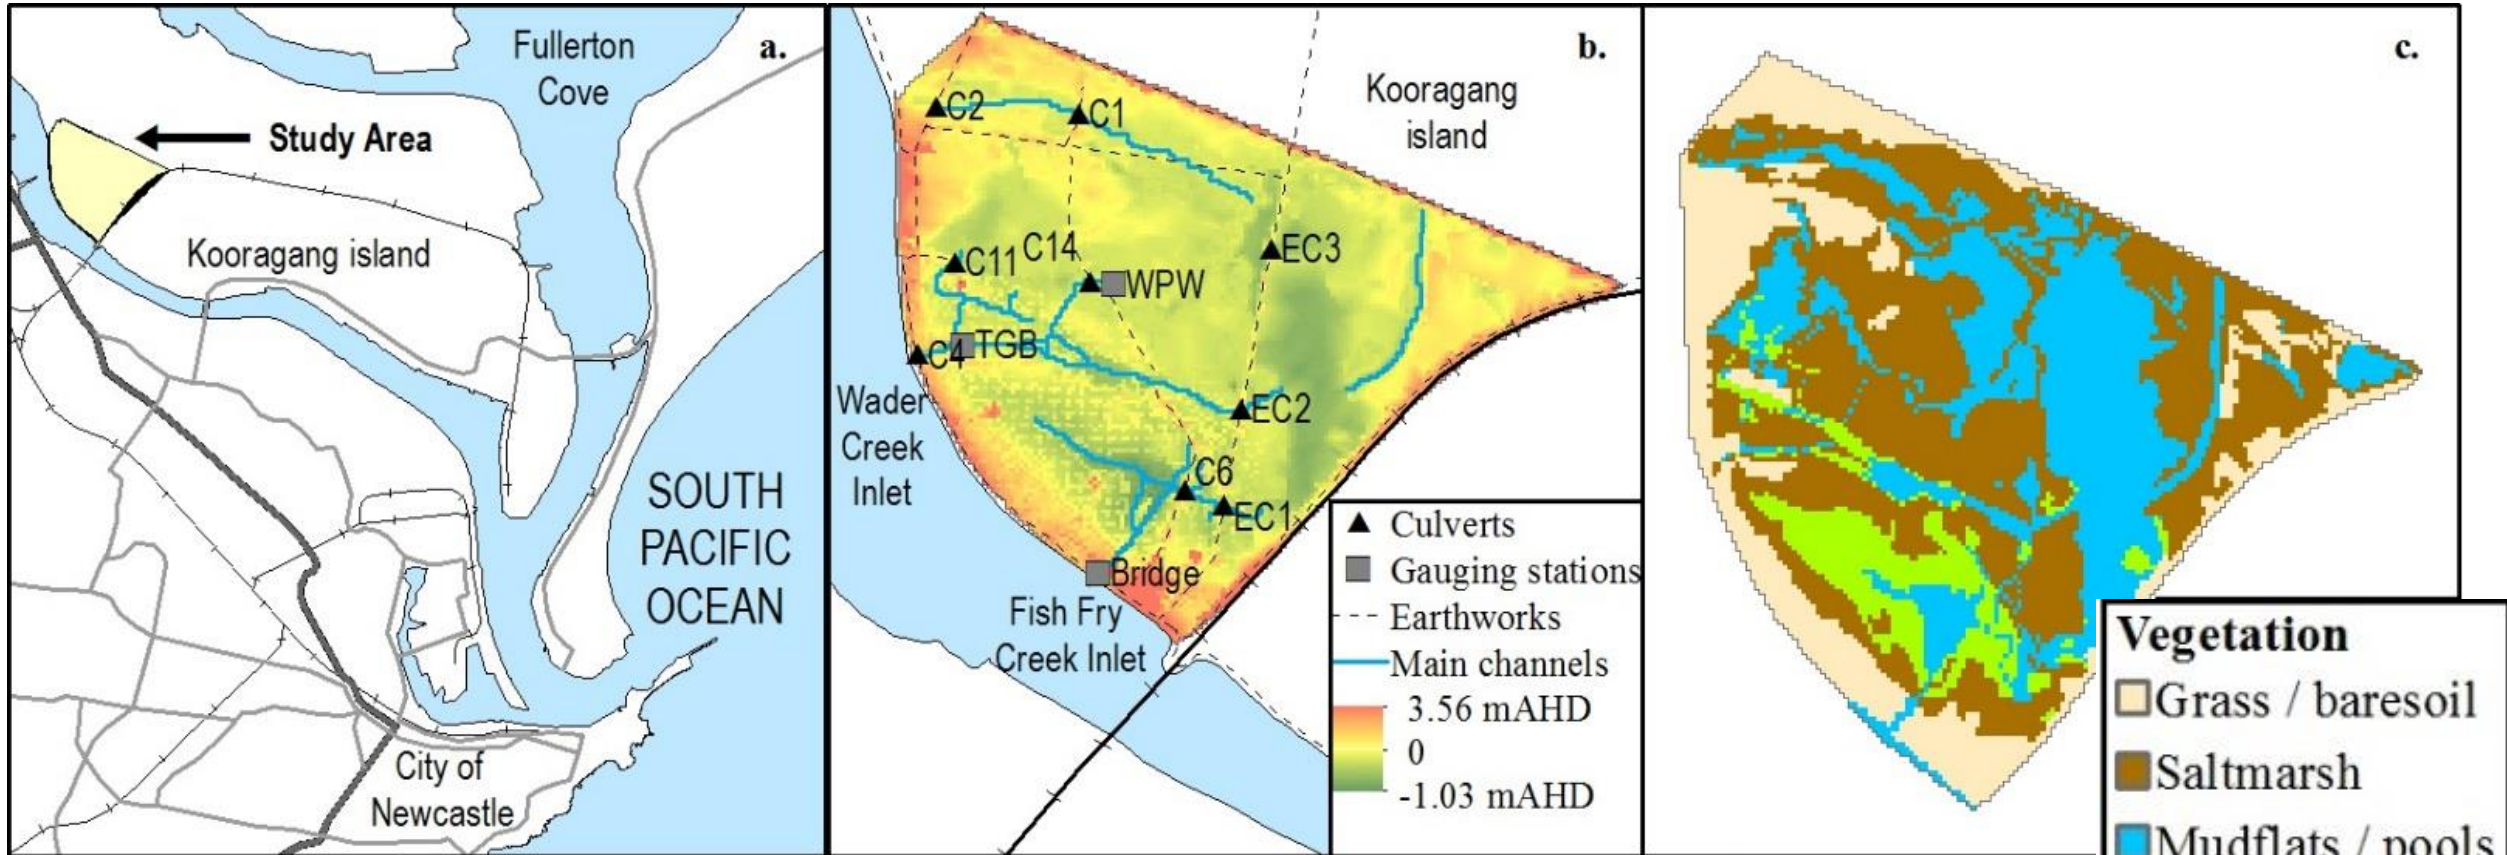 a.
Fullerton
Cove
Study Area
Kooragang island
SOUTH
PACIFIC
OCEAN
City of
Newcastle
b.
Kooragang
island
C2
C1
C11
C14
WPW
EC3
C4
TGB
EC2
C6
EC1
Bridge
Wader
Creek
Inlet
Fish Fry
Creek Inlet
Culverts
Gauging stations
Earthworks
Main channels
3.56 mAHD
0
-1.03 mAHD
c.
Vegetation
Grass / baresoil
Saltmarsh
Mudflats / pools